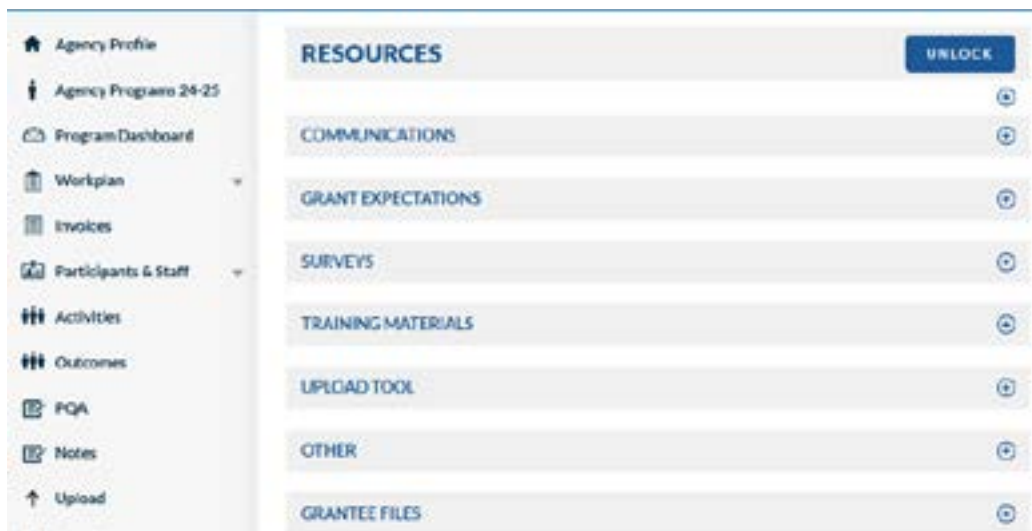 Agency Profile
Agency Programs 24-25
Program Dashboard
Workplan
Invoices
Participants & Staff
Activities
Outcomes
PQA
Notes
Upload
RESOURCES
UNLOCK
COMMUNICATIONS
GRANT EXPECTATIONS
SURVEYS
TRAINING MATERIALS
UPLOAD TOOL
OTHER
GRANTEE FILES